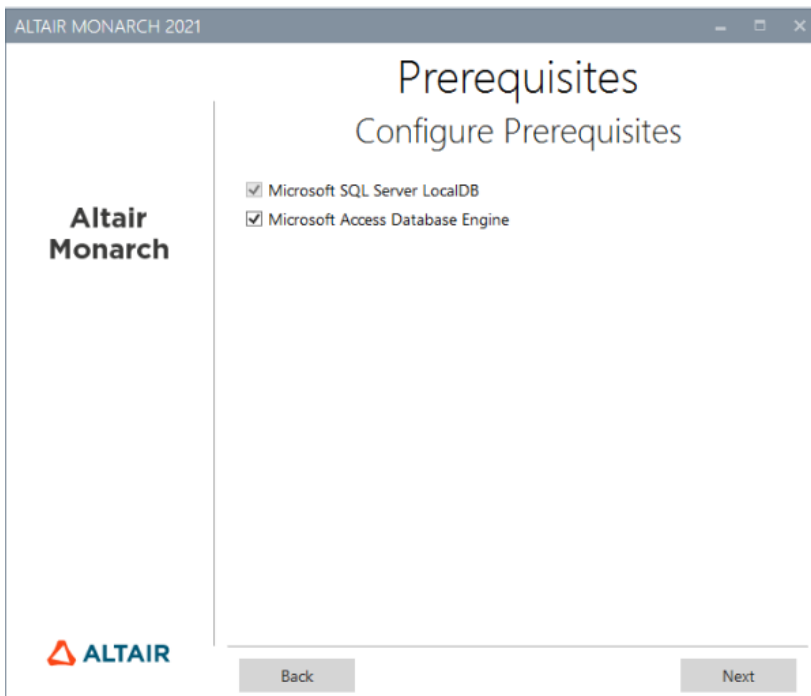 ALTAIR MONARCH 2021
Prerequisites
Configure Prerequisites
Microsoft SQL Server LocalDB
Microsoft Access Database Engine
Altair
Monarch
ALTAIR
Back
Next